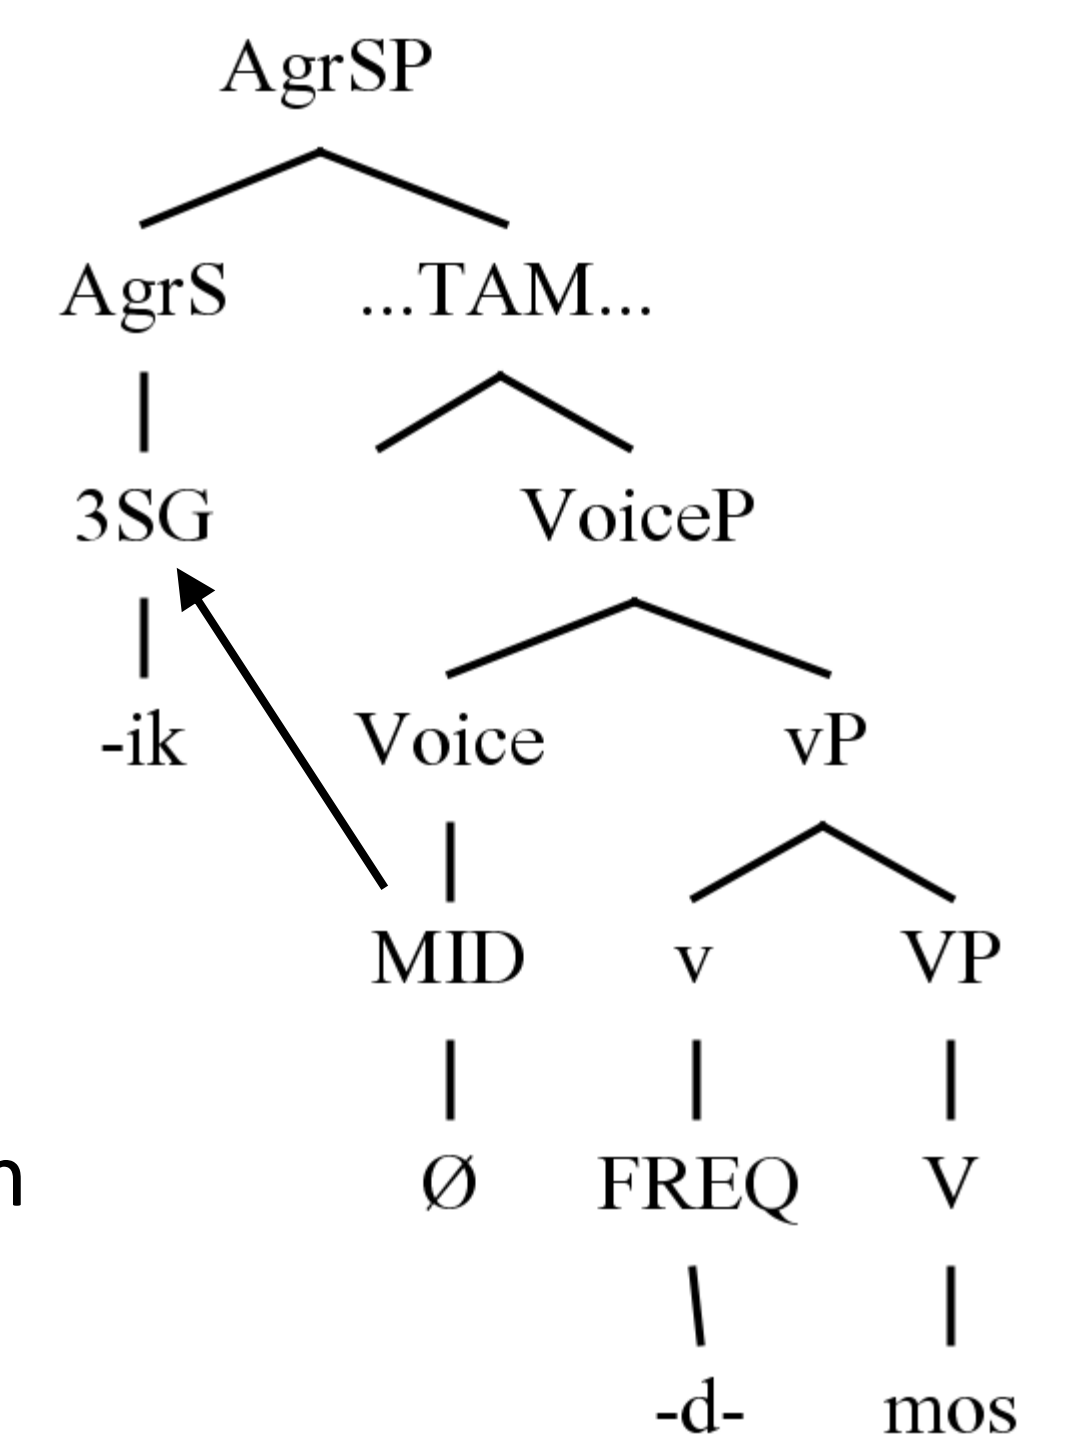 AgrSP
AgrS ...TAM...
3SG VoiceP
-ik Voice vP
MID v VP
n Ø FREQ V
-d- mos